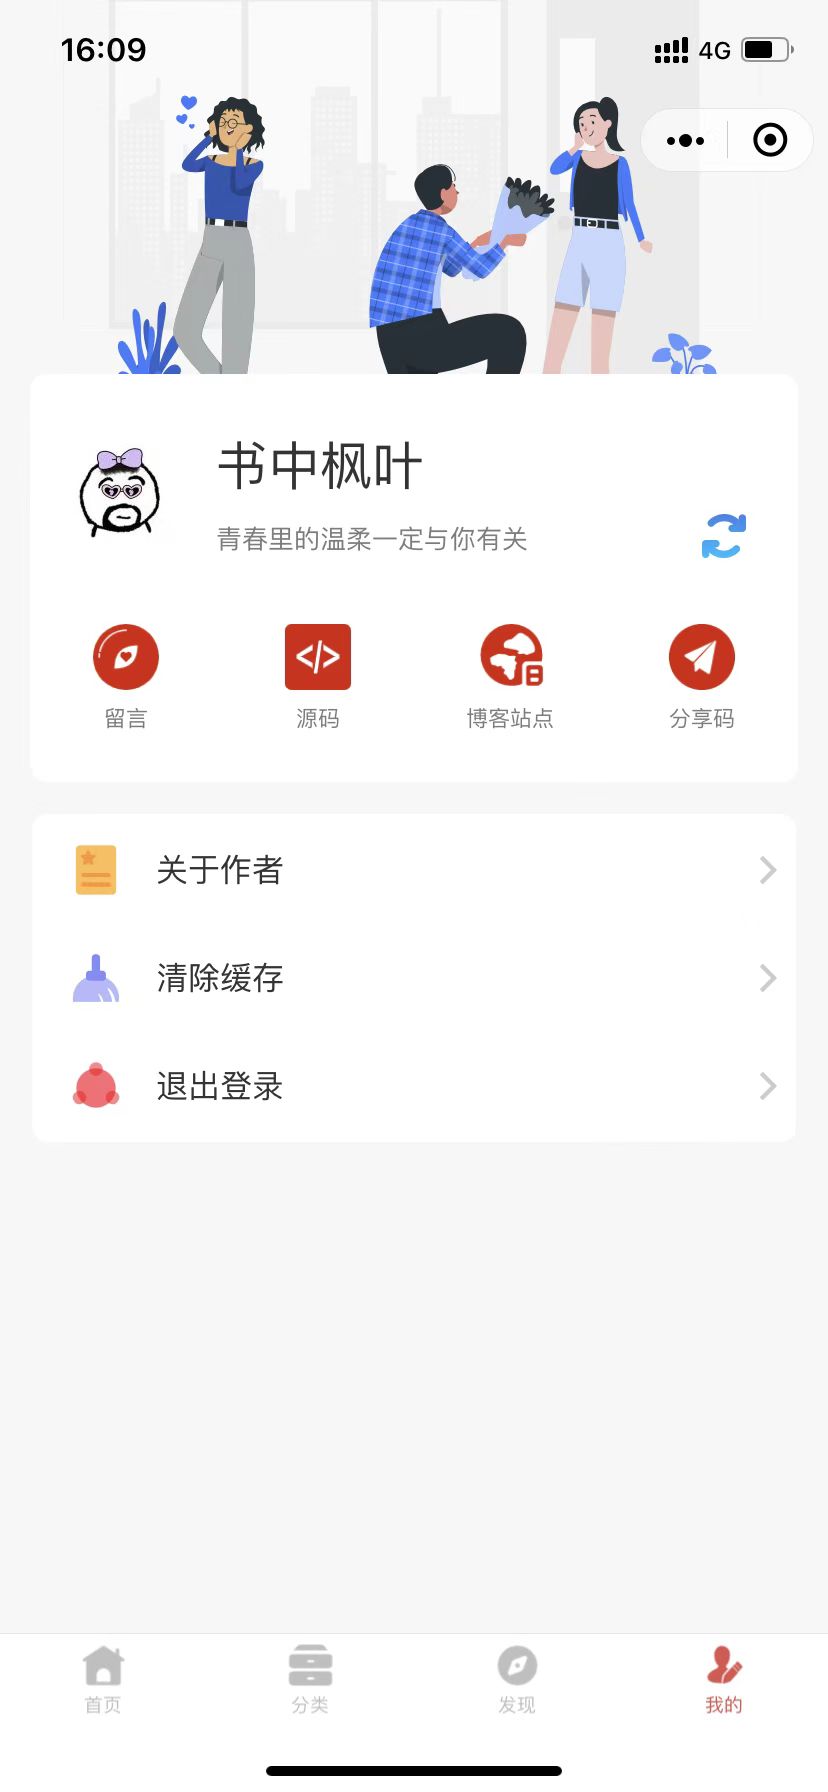 16:09
4G
书中枫叶
青春里的温柔一定与你有关
留言
源码
博客站点
分享码
关于作者
清除缓存
退出登录
首页
分类
发现
我的